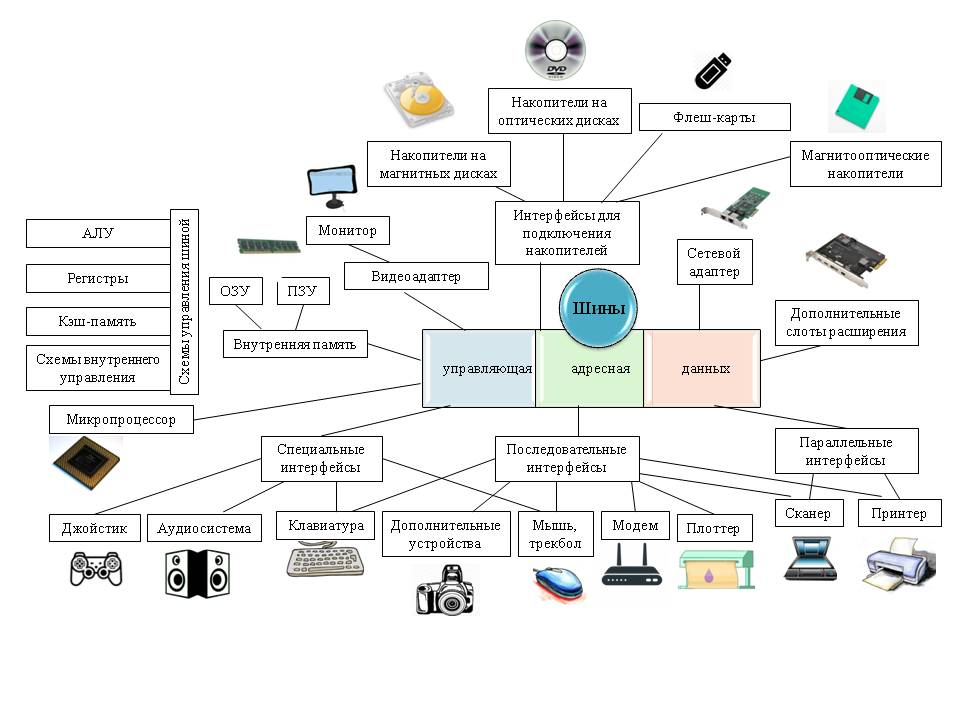 DVD
VIDEO
Накопители на
оптических дисках
Флеш-карты
Накопители на
магнитных дисках
Магнитооптические
накопители
Монитор
Интерфейсы для
подключения
накопителей
Сетевой
адаптер
АЛУ
Регистры
Кэш-память
Схемы внутреннего
управления
Схемы управления шиной
ОЗУ
ПЗУ
Видеоадаптер
Внутренняя память
Шины
Дополнительные
слоты расширения
управляющая
адресная
данных
Микропроцессор
Специальные
интерфейсы
Последовательные
интерфейсы
Параллельные
интерфейсы
Джойстик
Аудиосистема
Клавиатура
Дополнительные
устройства
Мышь,
трекбол
Модем
Плоттер
Сканер
Принтер